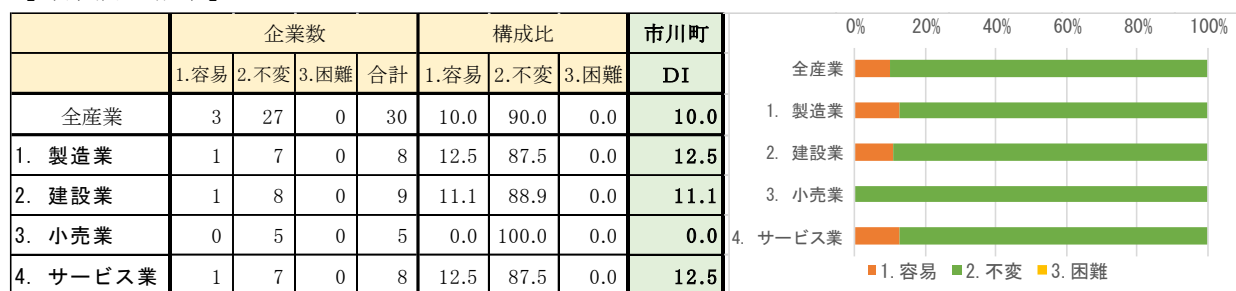 企業数 構成比 市川町
1.容易 2.不変 3.困難 合計 1.容易 2.不変 3.困難 DI
全産業 3 27 0 30 10.0 90.0 0.0 10.0
1. 製造業 1 7 0 8 12.5 87.5 0.0 12.5
2. 建設業 1 8 0 9 11.1 88.9 0.0 11.1
3. 小売業 0 5 0 5 0.0 100.0 0.0 0.0
4. サービス業 1 7 0 8 12.5 87.5 0.0 12.5
0% 20% 40% 60% 80% 100%
全産業
1. 製造業
2. 建設業
3. 小売業
4. サービス業
1. 容易 2. 不変 3. 困難